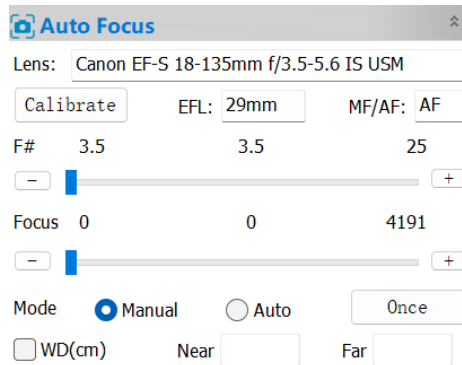 Auto Focus
Lens: Canon EF-S 18-135mm f/3.5-5.6 IS USM
Calibrate EFL: 29mm MF/AF: AF
F# 3.5 3.5 25
− +
Focus 0 0 4191
− +
Mode Manual Auto Once
WD(cm) Near Far